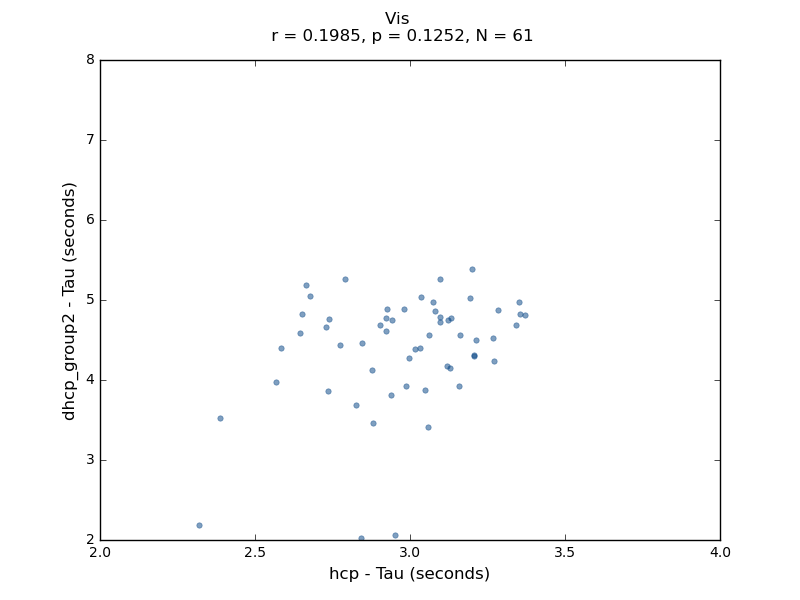 Vis
r = 0.1985, p = 0.1252, N = 61
8
7
6
5
4
3
2
dhcp_group2 - Tau (seconds)
2.0 2.5 3.0 3.5 4.0
hcp - Tau (seconds)